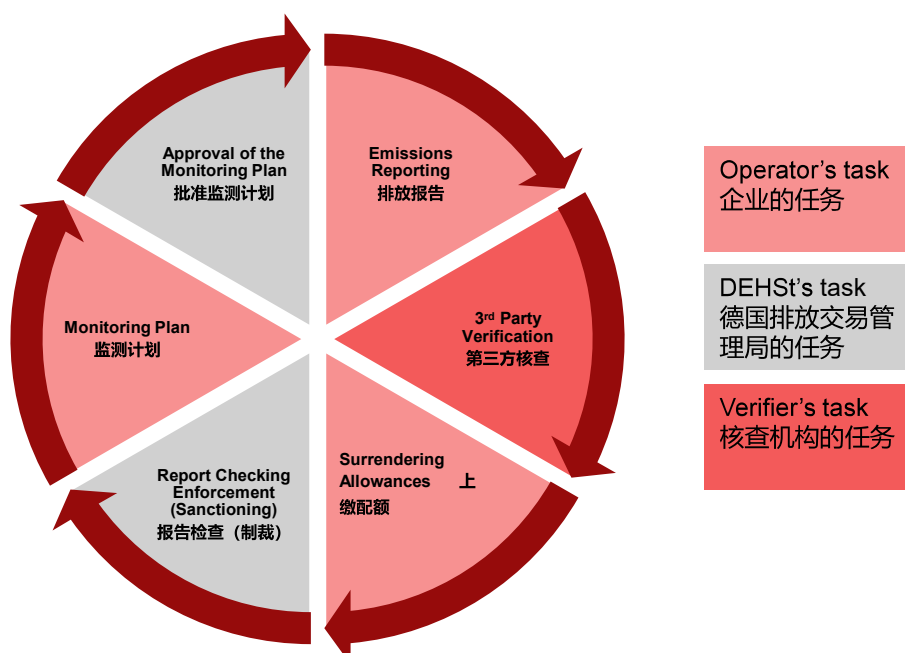 Approval of the
Monitoring Plan
批准监测计划
Emissions
Reporting
排放报告
3rd Party
Verification
第三方核查
Surrendering
Allowances 上
缴配额
Report Checking
Enforcement
(Sanctioning)
报告检查（制裁）
Monitoring Plan
监测计划
Operator's task
企业的任务
DEHSt's task
德国排放交易管
理局的任务
Verifier's task
核查机构的任务